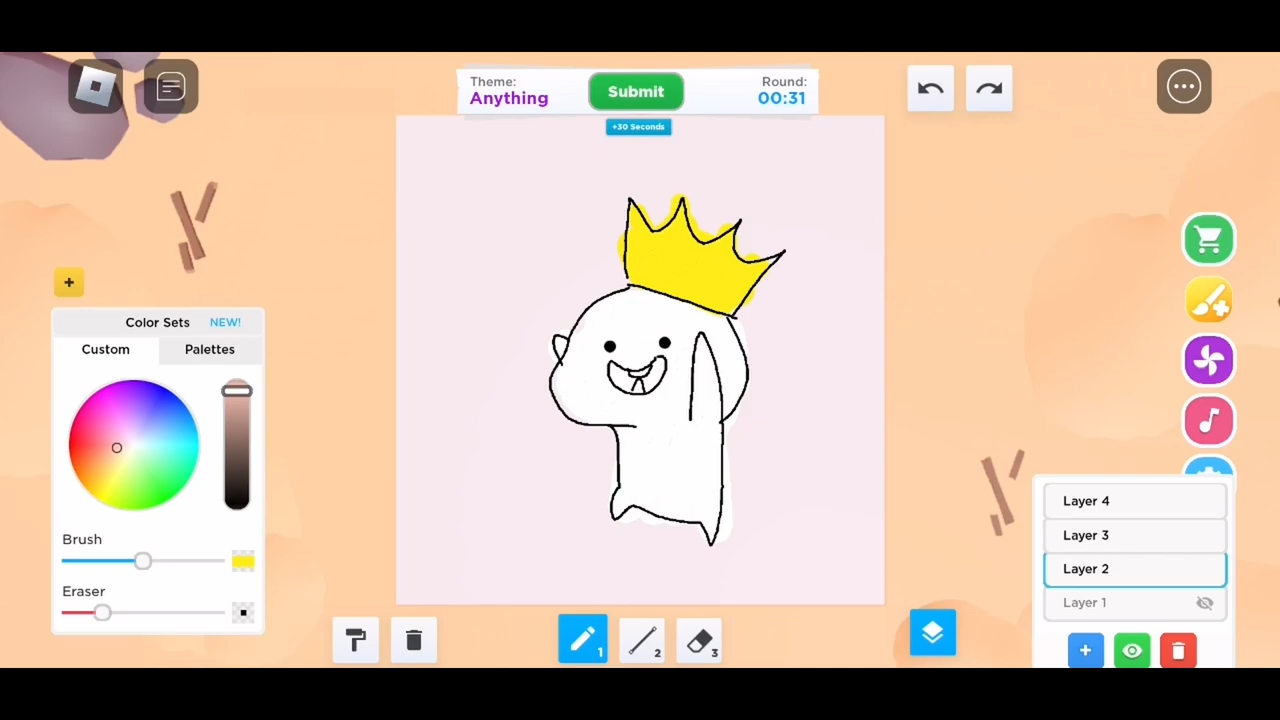 Theme:
Anything
Submit
Round:
00:31
+30 Seconds
+
Color Sets NEW!
Custom Palettes
Brush
Eraser
1
2
3
Layer 4
Layer 3
Layer 2
Layer 1
+